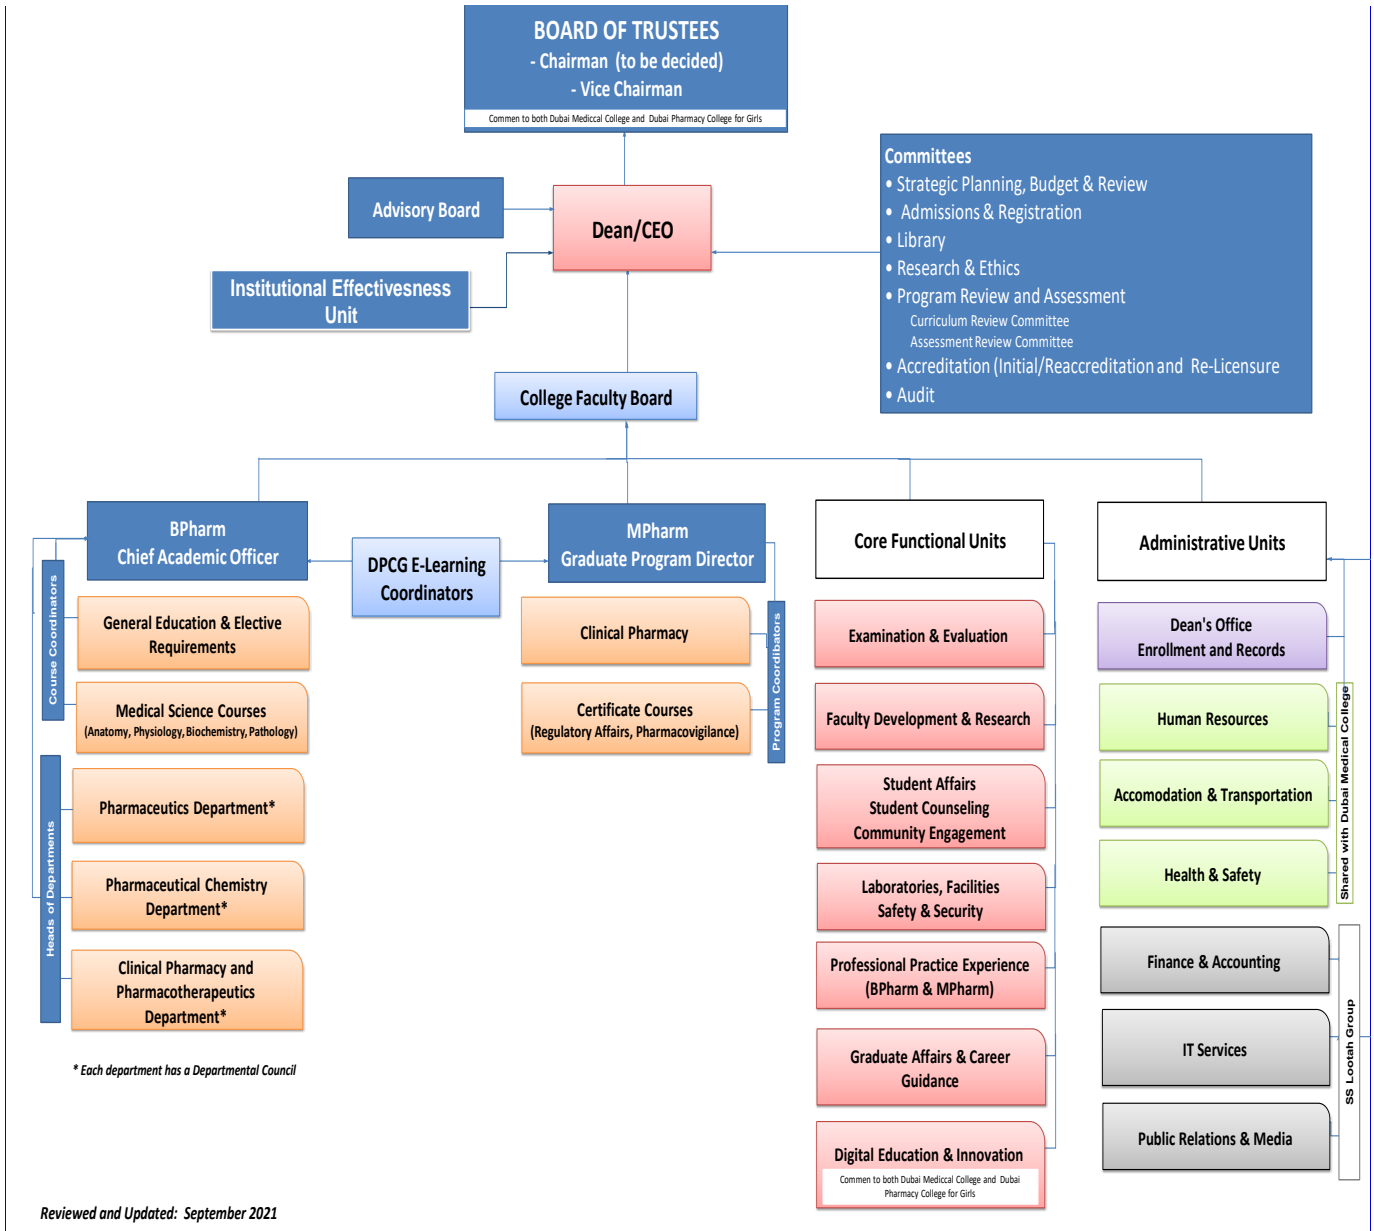 BOARD OF TRUSTEES
- Chairman (to be decided)
- Vice Chairman
Commen to both Dubai Mediccal College and Dubai Pharmacy College for Girls
Advisory Board
Dean/CEO
Institutional Effectivesness
Unit
Committees
• Strategic Planning, Budget & Review
• Admissions & Registration
• Library
• Research & Ethics
• Program Review and Assessment
Curriculum Review Committee
Assessment Review Committee
• Accreditation (Initial/Reaccreditation and Re-Licensure
• Audit
College Faculty Board
BPharm
Chief Academic Officer
DPCG E-Learning
Coordinators
MPharm
Graduate Program Director
Core Functional Units
Administrative Units
Course Coordinators
General Education & Elective
Requirements
Medical Science Courses
(Anatomy, Physiology, Biochemistry, Pathology)
Heads of Departments
Pharmaceutics Department*
Pharmaceutical Chemistry
Department*
Clinical Pharmacy and
Pharmacotherapeutics
Department*
* Each department has a Departmental Council
Clinical Pharmacy
Certificate Courses
(Regulatory Affairs, Pharmacovigilance)
Program Coordibators
Examination & Evaluation
Faculty Development & Research
Student Affairs
Student Counseling
Community Engagement
Laboratories, Facilities
Safety & Security
Professional Practice Experience
(BPharm & MPharm)
Graduate Affairs & Career
Guidance
Digital Education & Innovation
Commen to both Dubai Mediccal College and Dubai
Pharmacy College for Girls
Dean's Office
Enrollment and Records
Human Resources
Accomodation & Transportation
Health & Safety
Shared with Dubai Medical College
Finance & Accounting
IT Services
Public Relations & Media
SS Lootah Group
Reviewed and Updated: September 2021